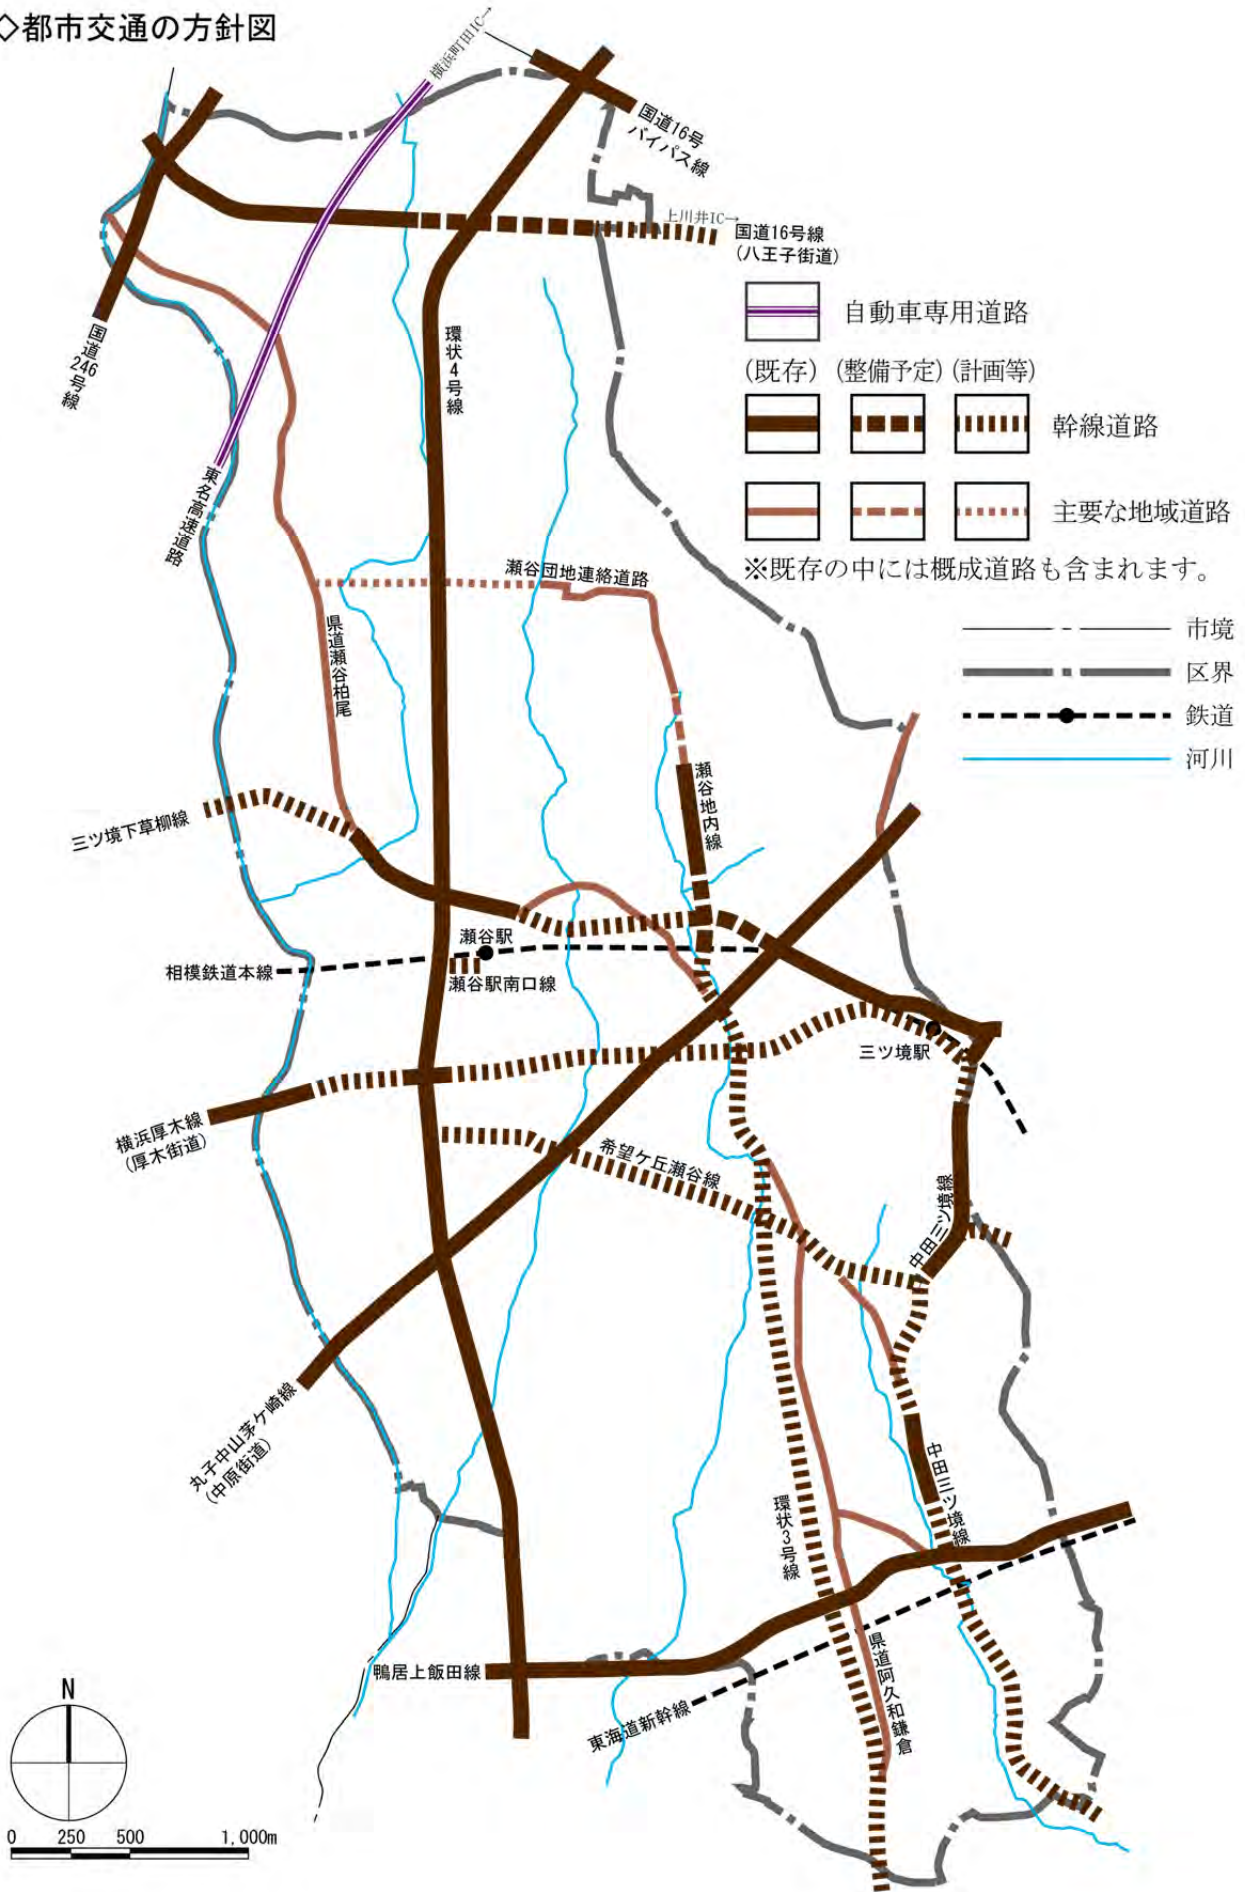 ◇都市交通の方針図
横浜町田IC→
国道16号
バイパス線
上川井IC→
国道16号線
(八王子街道)
自動車専用道路
(既存) (整備予定) (計画等)
幹線道路
主要な地域道路
※既存の中には概成道路も含まれます。
市境
区界
鉄道
河川
国道
246
号線
環状4号線
東名高速道路
瀬谷団地連絡道路
県道瀬谷柏尾
瀬谷地内線
三ツ境下草柳線
瀬谷駅
相模鉄道本線
瀬谷駅南口線
三ツ境駅
横浜厚木線
(厚木街道)
希望ケ丘瀬谷線
中田三ツ境線
丸子中山茅ケ崎線
(中原街道)
中田三ツ境線
環状3号線
鴨居上飯田線
県道阿久和鎌倉
東海道新幹線
N
0 250 500 1,000m